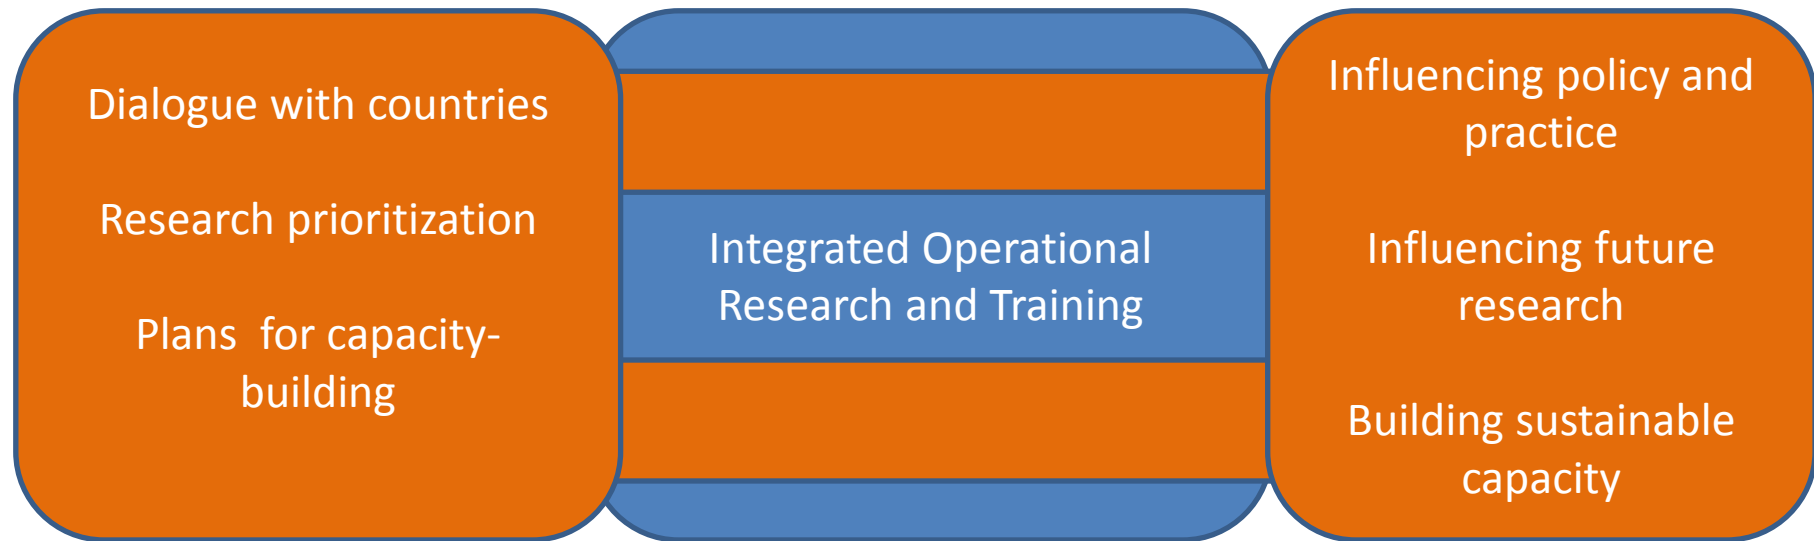 Dialogue with countries
Research prioritization
Plans  for capacity-
building
Integrated Operational
Research and Training
Influencing policy and
practice
Influencing future
research
Building sustainable
capacity